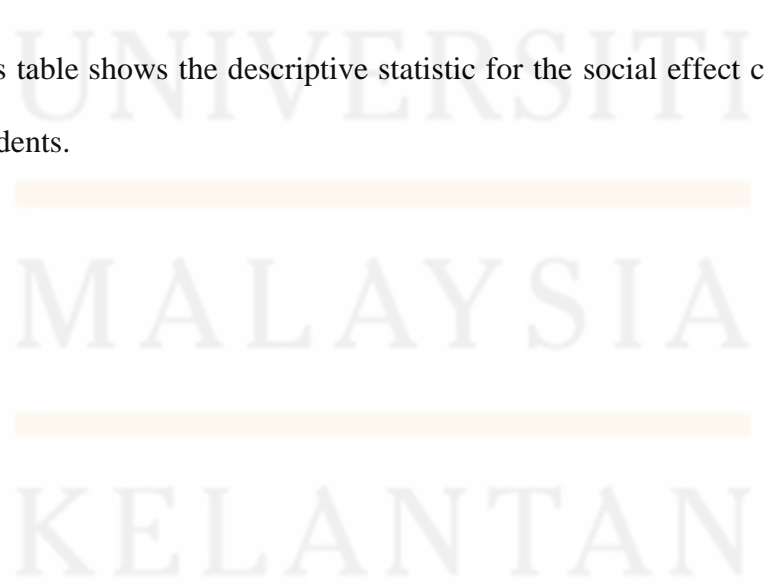 UNIVERSITI
s table shows the descriptive statistic for the social effect c
dents.
MALAYSIA
KELANTAN